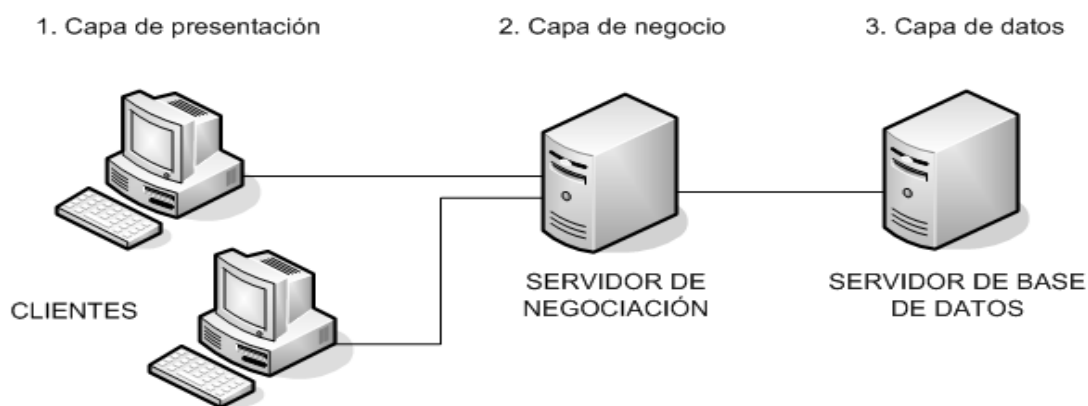 1. Capa de presentación
2. Capa de negocio
3. Capa de datos
CLIENTES
SERVIDOR DE
NEGOCIACIÓN
SERVIDOR DE BASE
DE DATOS